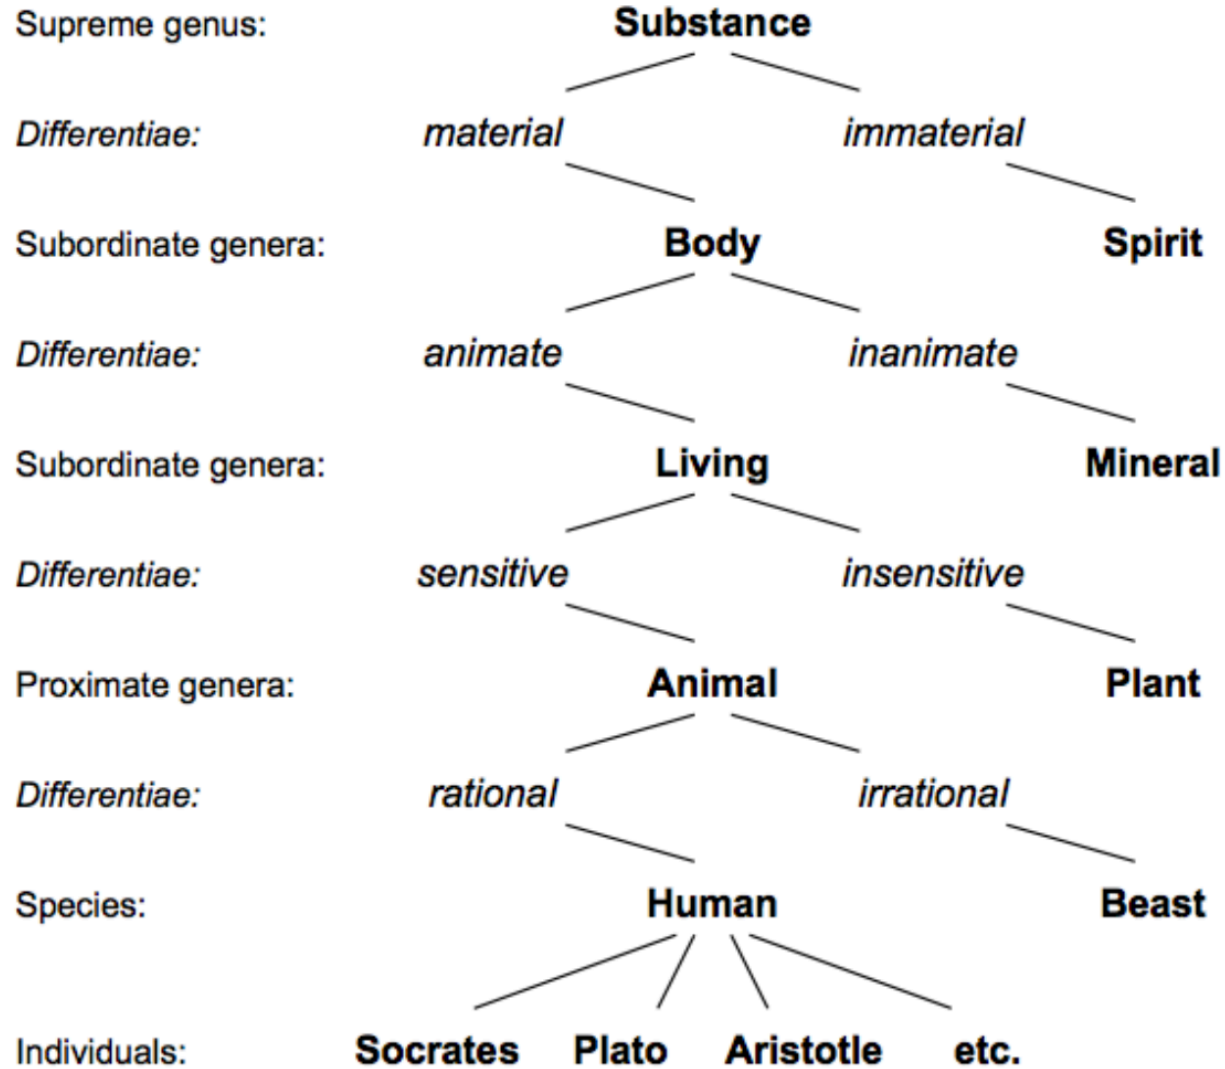 Supreme genus: Substance
Differentiae: material immaterial
Subordinate genera: Body Spirit
Differentiae: animate inanimate
Subordinate genera: Living Mineral
Differentiae: sensitive insensitive
Proximate genera: Animal Plant
Differentiae: rational irrational
Species: Human Beast
Individuals: Socrates Plato Aristotle etc.